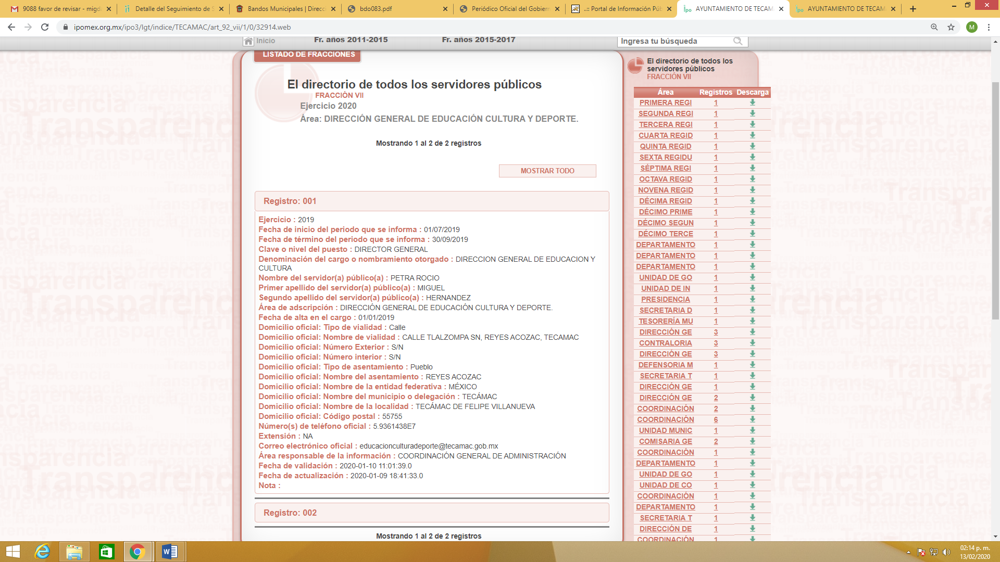 9088 favor de revisar - migda
Detalle del Seguimiento de S
Bandos Municipales | Direcci
bdo083.pdf
Periódico Oficial del Gobiern
..:: Portal de Información Púb
AYUNTAMIENTO DE TECAM
AYUNTAMIENTO DE TECAM
ipomex.org.mx/ipo3/lgt/indice/TECAMAC/art_92_vii/1/0/32914.web
M
Inicio
Fr. años 2011-2015
Fr. años 2015-2017
Ingresa tu búsqueda
LISTADO DE FRACCIONES
El directorio de todos los servidores públicos
FRACCIÓN VII
Ejercicio 2020
Área: DIRECCIÓN GENERAL DE EDUCACIÓN CULTURA Y DEPORTE.
Mostrando 1 al 2 de 2 registros
MOSTRAR TODO
Registro: 001
Ejercicio : 2019
Fecha de inicio del periodo que se informa : 01/07/2019
Fecha de término del periodo que se informa : 30/09/2019
Clave o nivel del puesto : DIRECTOR GENERAL
Denominación del cargo o nombramiento otorgado : DIRECCION GENERAL DE EDUCACION Y
CULTURA
Nombre del servidor(a) público(a) : PETRA ROCIO
Primer apellido del servidor(a) público(a) : MIGUEL
Segundo apellido del servidor(a) público(a) : HERNANDEZ
Área de adscripción : DIRECCIÓN GENERAL DE EDUCACIÓN CULTURA Y DEPORTE.
Fecha de alta en el cargo : 01/01/2019
Domicilio oficial: Tipo de vialidad : Calle
Domicilio oficial: Nombre de vialidad : CALLE TLALZOMPA SN, REYES ACOZAC, TECAMAC
Domicilio oficial: Número Exterior : S/N
Domicilio oficial: Número interior : S/N
Domicilio oficial: Tipo de asentamiento : Pueblo
Domicilio oficial: Nombre del asentamiento : REYES ACOZAC
Domicilio oficial: Nombre de la entidad federativa : MÉXICO
Domicilio oficial: Nombre del municipio o delegación : TECÁMAC
Domicilio oficial: Nombre de la localidad : TECÁMAC DE FELIPE VILLANUEVA
Domicilio oficial: Código postal : 55755
Número(s) de teléfono oficial : 5.9361438E7
Extensión : NA
Correo electrónico oficial : educacionculturadeporte@tecamac.gob.mx
Área responsable de la información : COORDINACIÓN GENERAL DE ADMINISTRACIÓN
Fecha de validación : 2020-01-10 11:01:39.0
Fecha de actualización : 2020-01-09 18:41:33.0
Nota :
Registro: 002
Mostrando 1 al 2 de 2 registros
El directorio de todos los
servidores públicos
FRACCIÓN VII
Área Registros Descarga
PRIMERA REGI 1
SEGUNDA REGI 1
TERCERA REGI 1
CUARTA REGID 1
QUINTA REGID 1
SEXTA REGIDU 1
SÉPTIMA REGI 1
OCTAVA REGID 1
NOVENA REGID 1
DÉCIMA REGID 1
DÉCIMO PRIME 1
DÉCIMO SEGUN 1
DÉCIMO TERCE 1
DEPARTAMENTO 1
DEPARTAMENTO 1
DEPARTAMENTO 1
UNIDAD DE GO 1
UNIDAD DE IN 1
PRESIDENCIA 1
SECRETARIA D 1
TESORERÍA MU 1
DIRECCIÓN GE 3
CONTRALORIA 3
DIRECCIÓN GE 3
DEFENSORIA M 1
SECRETARIA T 1
DIRECCIÓN GE 1
DIRECCIÓN GE 2
COORDINACIÓN 2
COORDINACIÓN 6
UNIDAD MUNIC 1
COMISARIA GE 2
COORDINACIÓN 1
DEPARTAMENTO 1
UNIDAD DE GO 1
UNIDAD DE CO 1
COORDINACIÓN 1
DEPARTAMENTO 1
SECRETARIA T 1
DIRECCIÓN DE 1
COORDINACIÓN 1
02:14 p. m.
13/02/2020